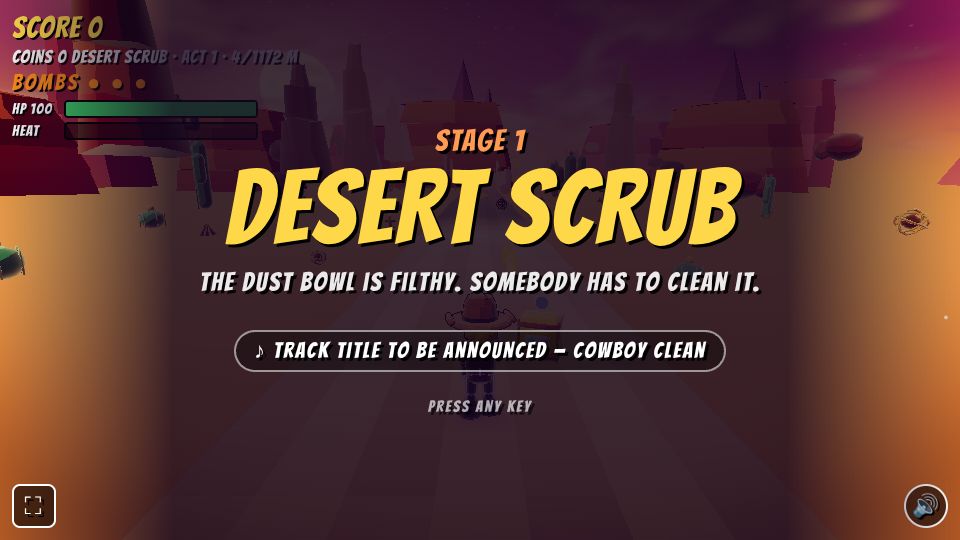 SCORE 0
COINS 0 DESERT SCRUB · ACT 1 · 4/1172 M
BOMBS
HP 100
HEAT
STAGE 1
DESERT SCRUB
THE DUST BOWL IS FILTHY. SOMEBODY HAS TO CLEAN IT.
♪ TRACK TITLE TO BE ANNOUNCED — COWBOY CLEAN
PRESS ANY KEY